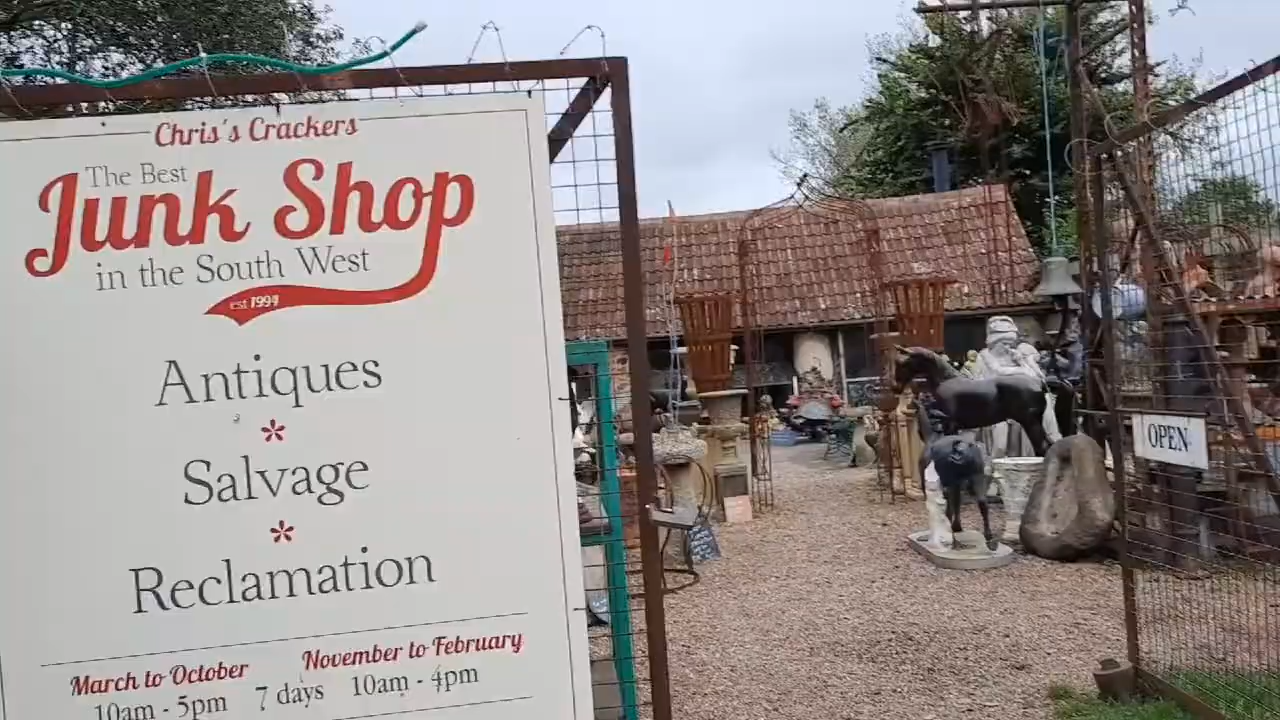 Chris's Crackers
The Best
Junk Shop
in the South West
est 1994
Antiques
*
Salvage
*
Reclamation
March to October
November to February
10am - 5pm 7 days 10am - 4pm
OPEN